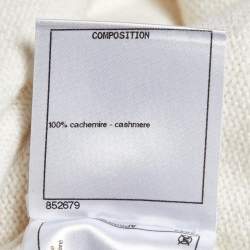 COMPOSITION
100% cachemire - cashmere
852679